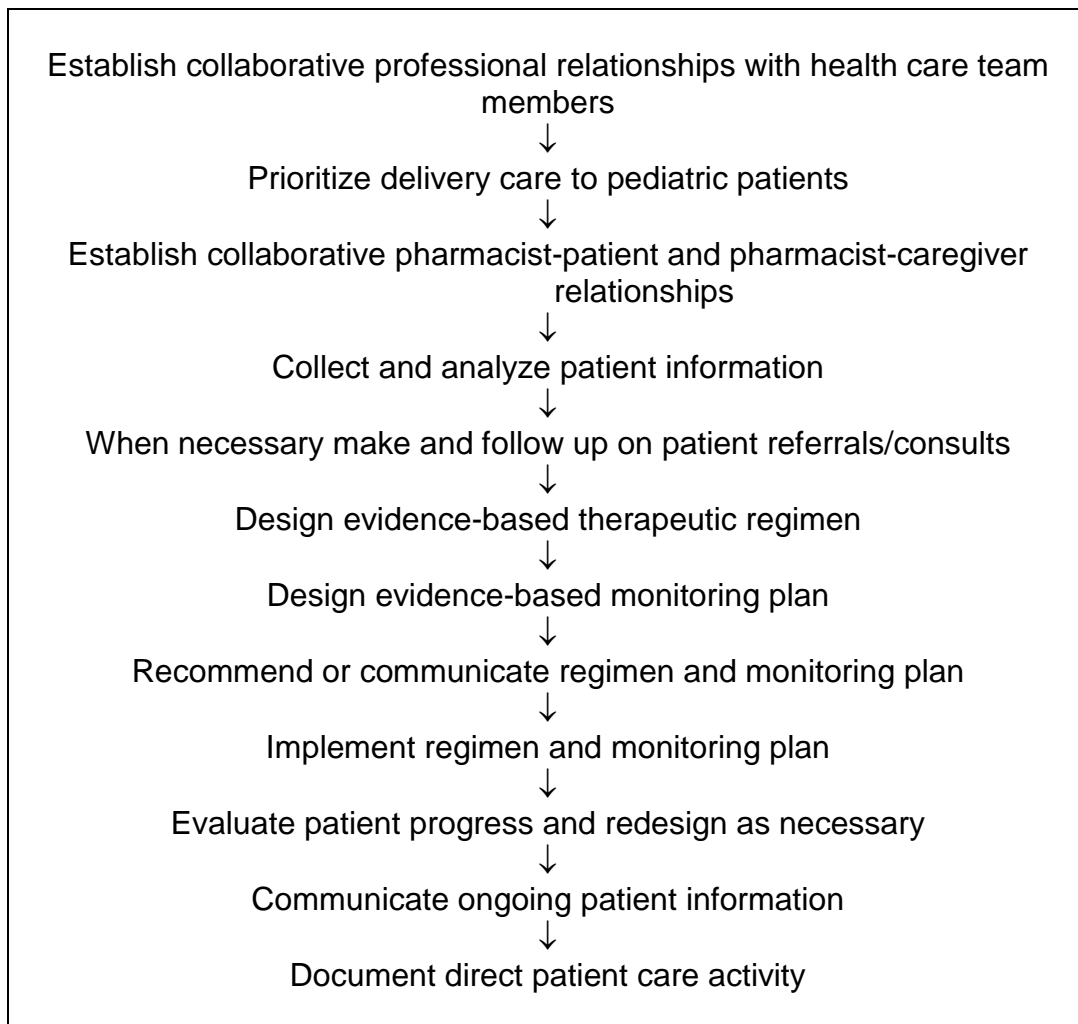 Establish collaborative professional relationships with health care team
members
↓
Prioritize delivery care to pediatric patients
↓
Establish collaborative pharmacist-patient and pharmacist-caregiver
relationships
↓
Collect and analyze patient information
↓
When necessary make and follow up on patient referrals/consults
↓
Design evidence-based therapeutic regimen
↓
Design evidence-based monitoring plan
↓
Recommend or communicate regimen and monitoring plan
↓
Implement regimen and monitoring plan
↓
Evaluate patient progress and redesign as necessary
↓
Communicate ongoing patient information
↓
Document direct patient care activity